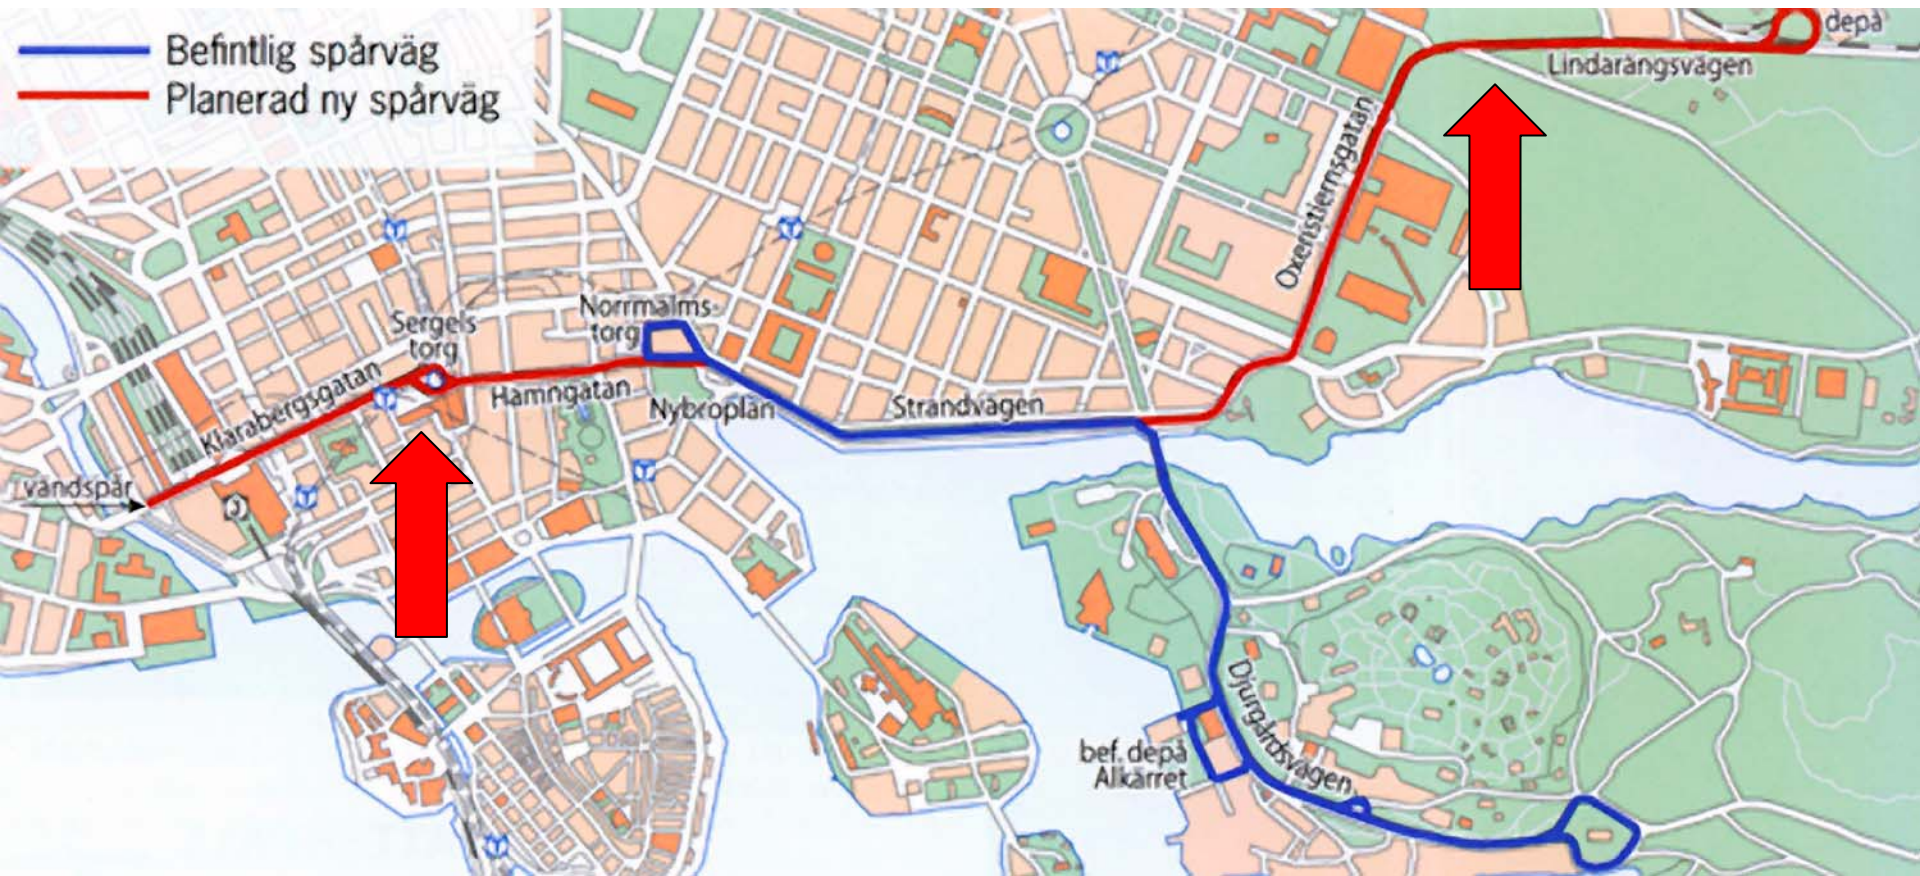 Befintlig spårväg
Planerad ny spårväg
depå
Lindarängsvägen
Oxenstiernsgatan
Norrmalms-
torg
Sergels
torg
Klarabergsgatan
Hamngatan
Nybroplan
Strandvägen
vändspår
J
Djurgårdsvägen
bef. depå
Alkärret